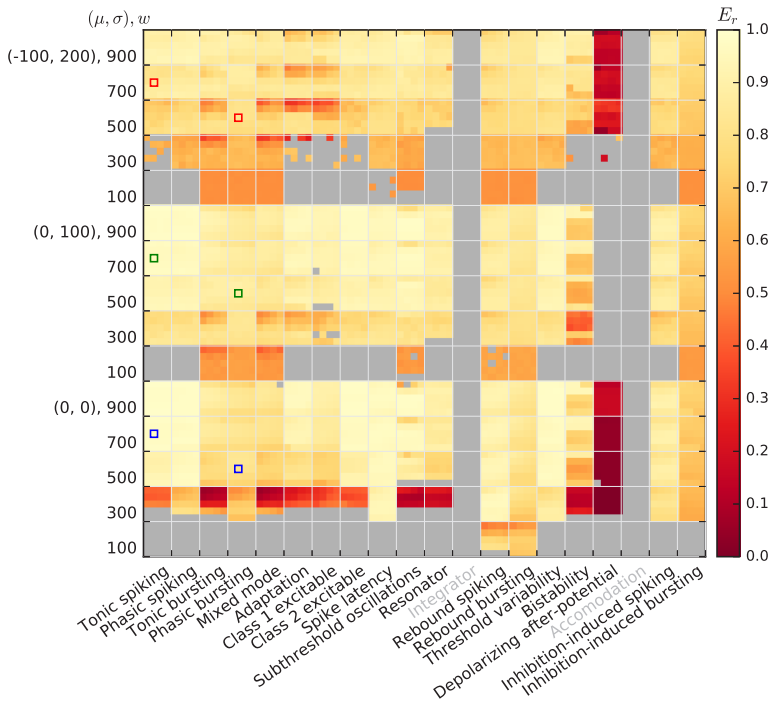 (μ, σ), w
E_r
(-100, 200), 900
700
500
300
100
(0, 100), 900
700
500
300
100
(0, 0), 900
700
500
300
100
1.0
0.9
0.8
0.7
0.6
0.5
0.4
0.3
0.2
0.1
0.0
Tonic spiking
Phasic spiking
Tonic bursting
Phasic bursting
Mixed mode
Adaptation
Class 1 excitable
Class 2 excitable
Spike latency
Subthreshold oscillations
Resonator
Integrator
Rebound spiking
Rebound bursting
Threshold variability
Bistability
Depolarizing after-potential
Accomodation
Inhibition-induced spiking
Inhibition-induced bursting